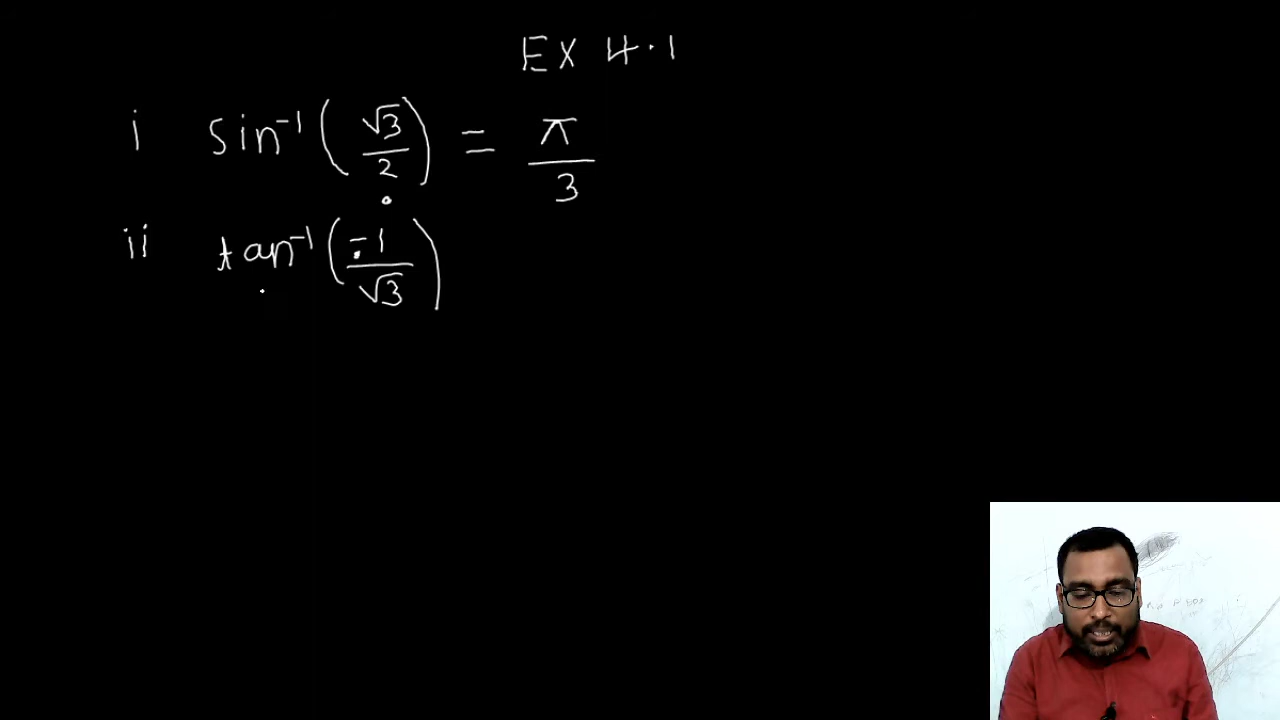 EX 4.1
i sin⁻¹(√3/2) = π/3
ii tan⁻¹(-1/√3)